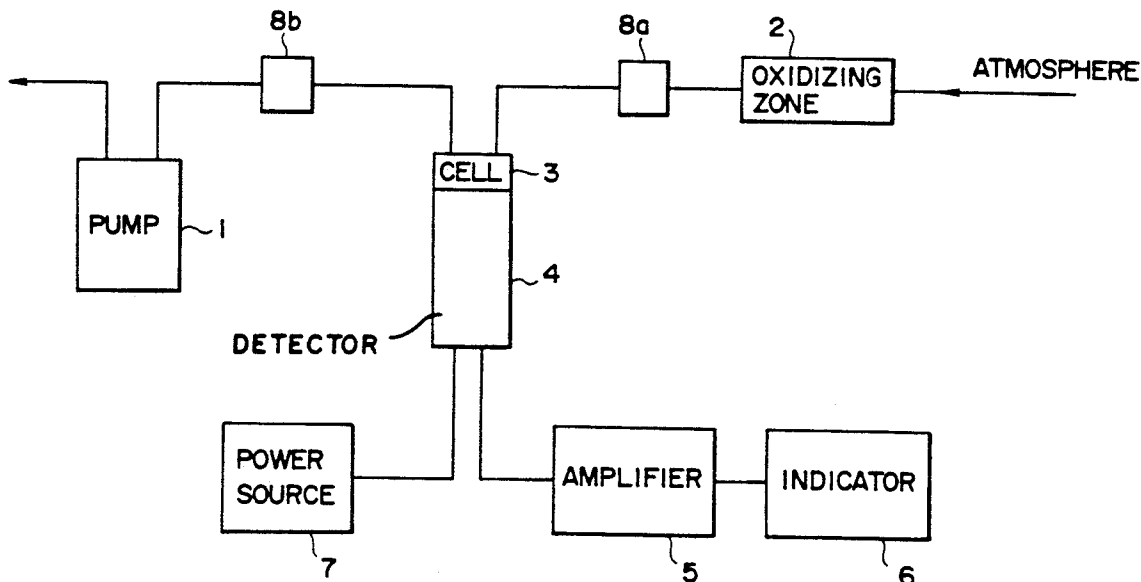 8b
8a
2
OXIDIZING
ZONE
ATMOSPHERE
CELL
3
PUMP
1
4
DETECTOR
POWER
SOURCE
AMPLIFIER
INDICATOR
7
5
6